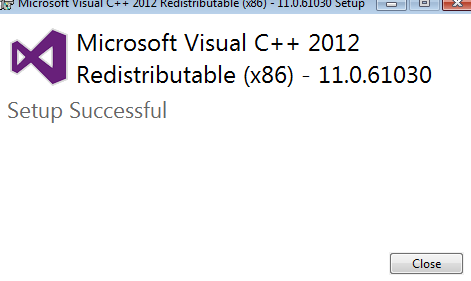 Microsoft Visual C++ 2012 Redistributable (x86) - 11.0.61030 Setup
Microsoft Visual C++ 2012
Redistributable (x86) - 11.0.61030
Setup Successful
Close